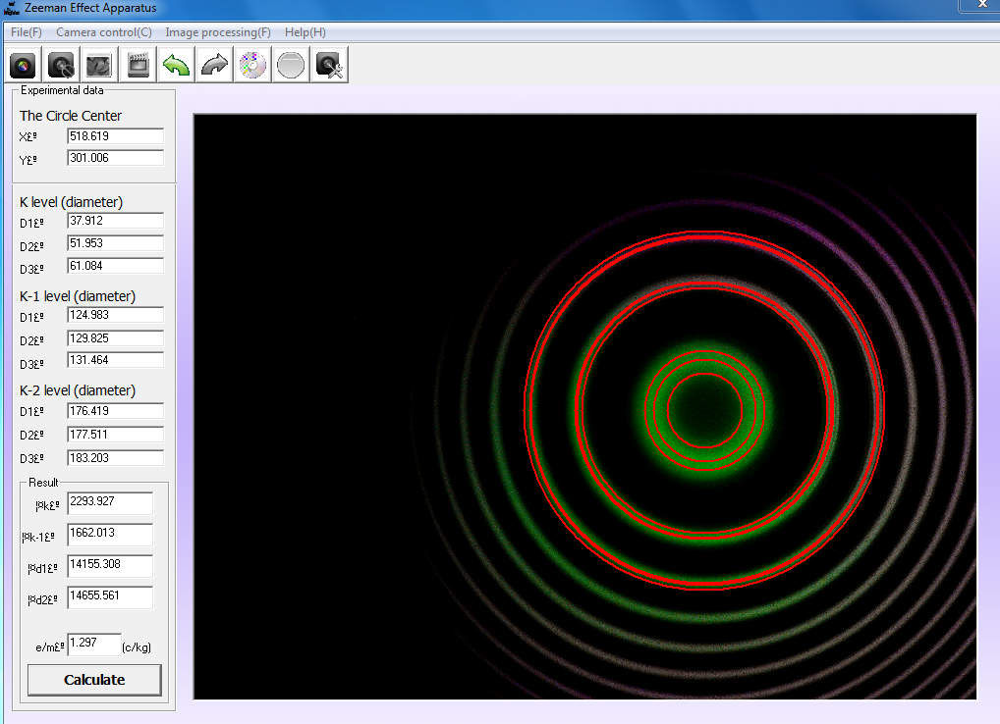 Zeeman Effect Apparatus
File(F) Camera control(C) Image processing(F) Help(H)
Experimental data
The Circle Center
X£º 518.619
Y£º 301.006
K level (diameter)
D1£º 37.912
D2£º 51.953
D3£º 61.084
K-1 level (diameter)
D1£º 124.983
D2£º 129.825
D3£º 131.464
K-2 level (diameter)
D1£º 176.419
D2£º 177.511
D3£º 183.203
Result
¦¤k£º 2293.927
¦¤k-1£º 1662.013
¦¤d1£º 14155.308
¦¤d2£º 14655.561
e/m£º 1.297 (c/kg)
Calculate